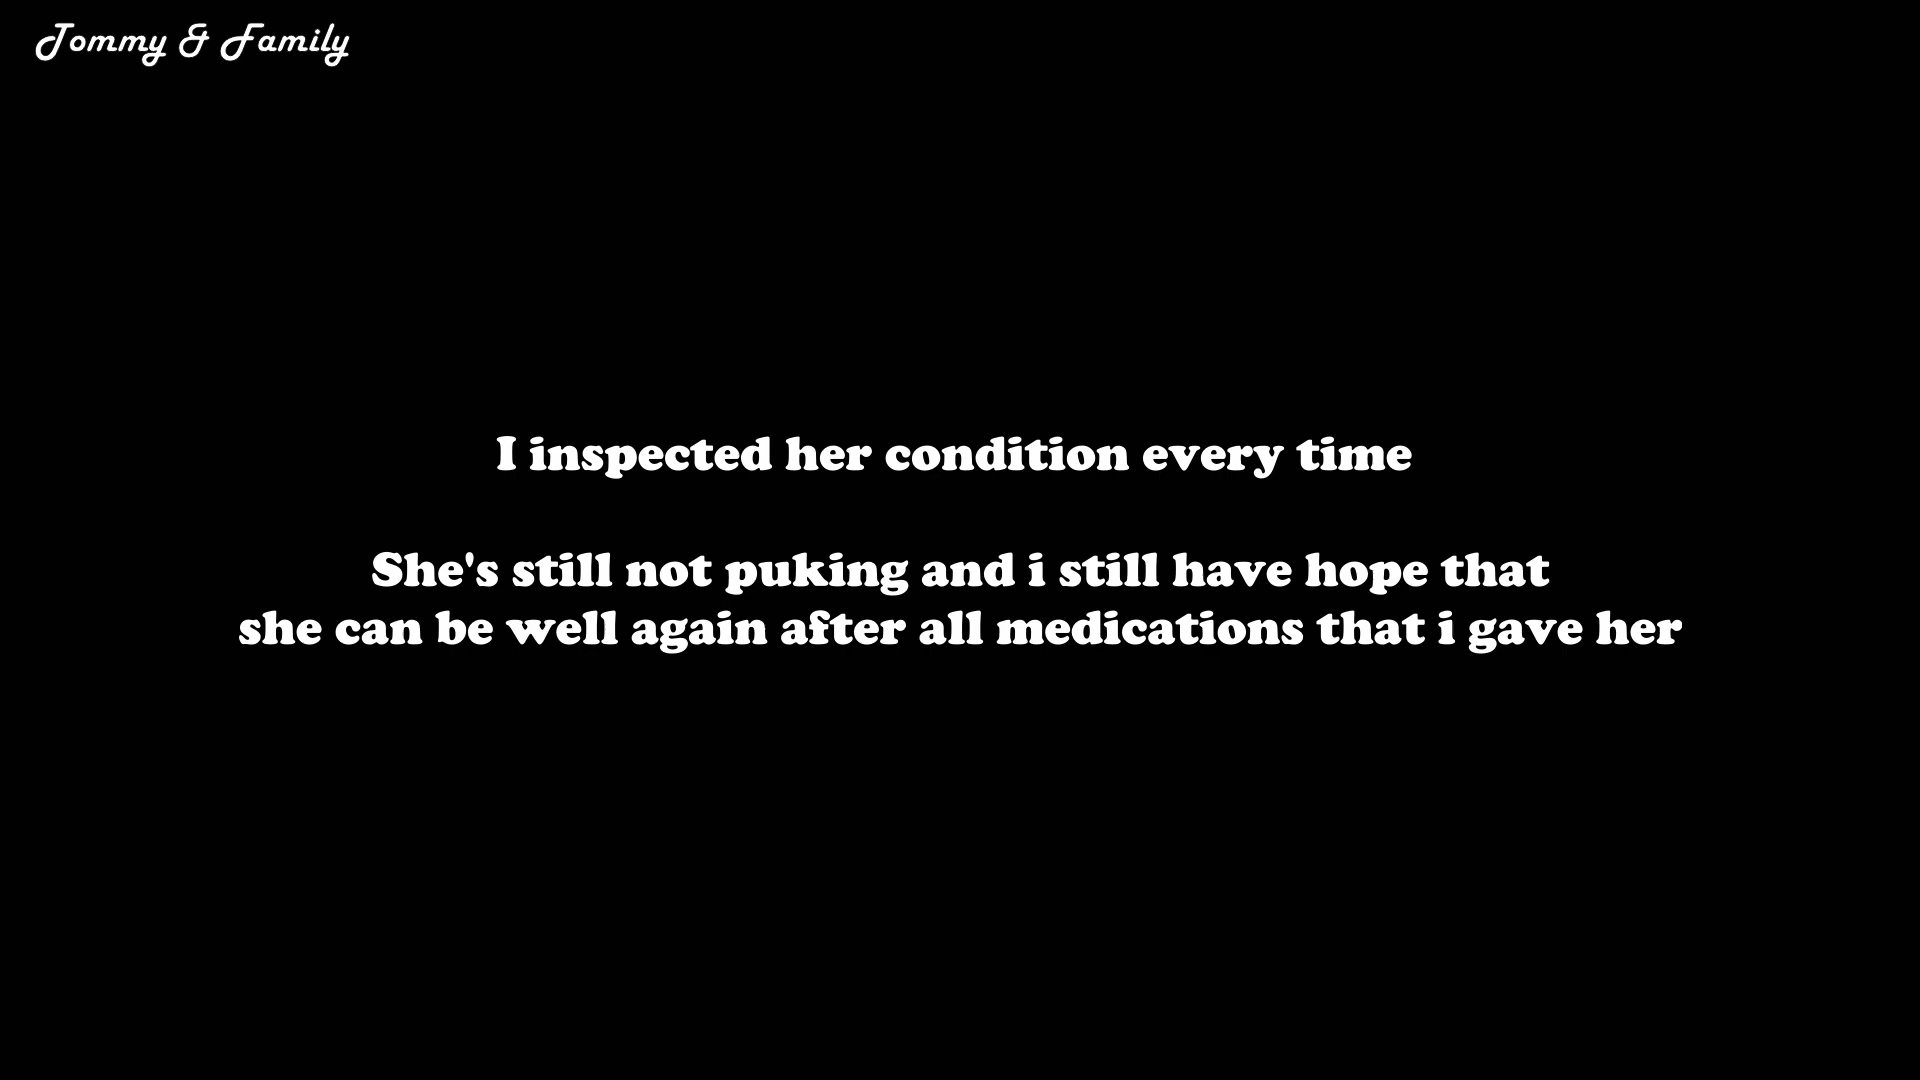 Tommy & Family
I inspected her condition every time
She's still not puking and i still have hope that
she can be well again after all medications that i gave her